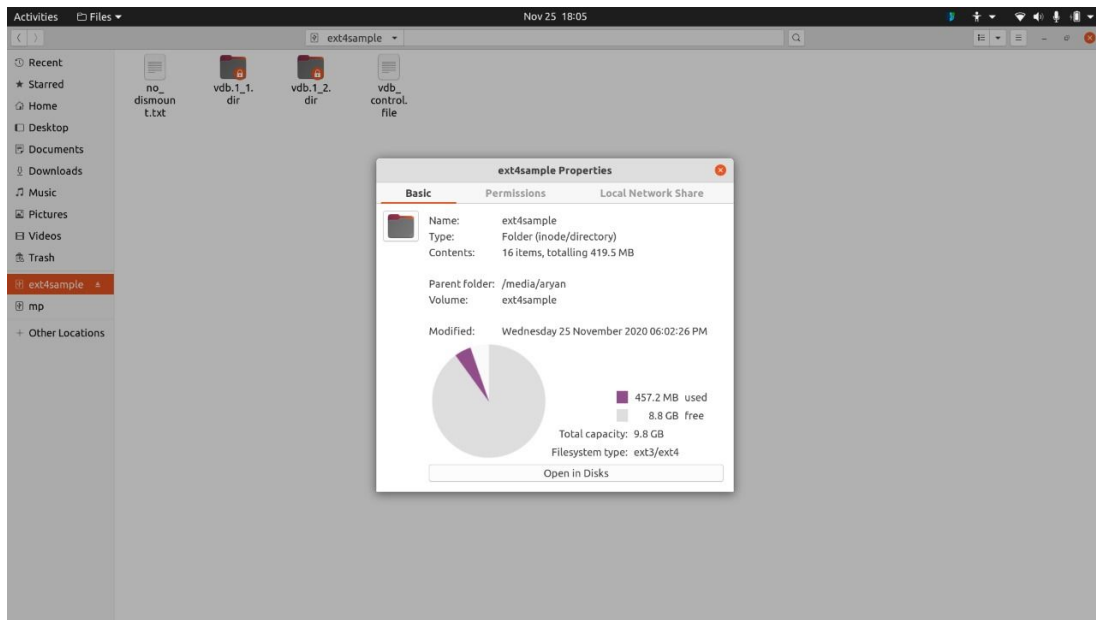 Activities Files Nov 25 18:05
ext4sample
Recent
Starred
Home
Desktop
Documents
Downloads
Music
Pictures
Videos
Trash
ext4sample
mp
+ Other Locations
no_
dismoun
t.txt
vdb.1_1.
dir
vdb.1_2.
dir
vdb_
control.
file
ext4sample Properties
Basic Permissions Local Network Share
Name: ext4sample
Type: Folder (inode/directory)
Contents: 16 items, totalling 419.5 MB
Parent folder: /media/aryan
Volume: ext4sample
Modified: Wednesday 25 November 2020 06:02:26 PM
457.2 MB used
8.8 GB free
Total capacity: 9.8 GB
Filesystem type: ext3/ext4
Open in Disks